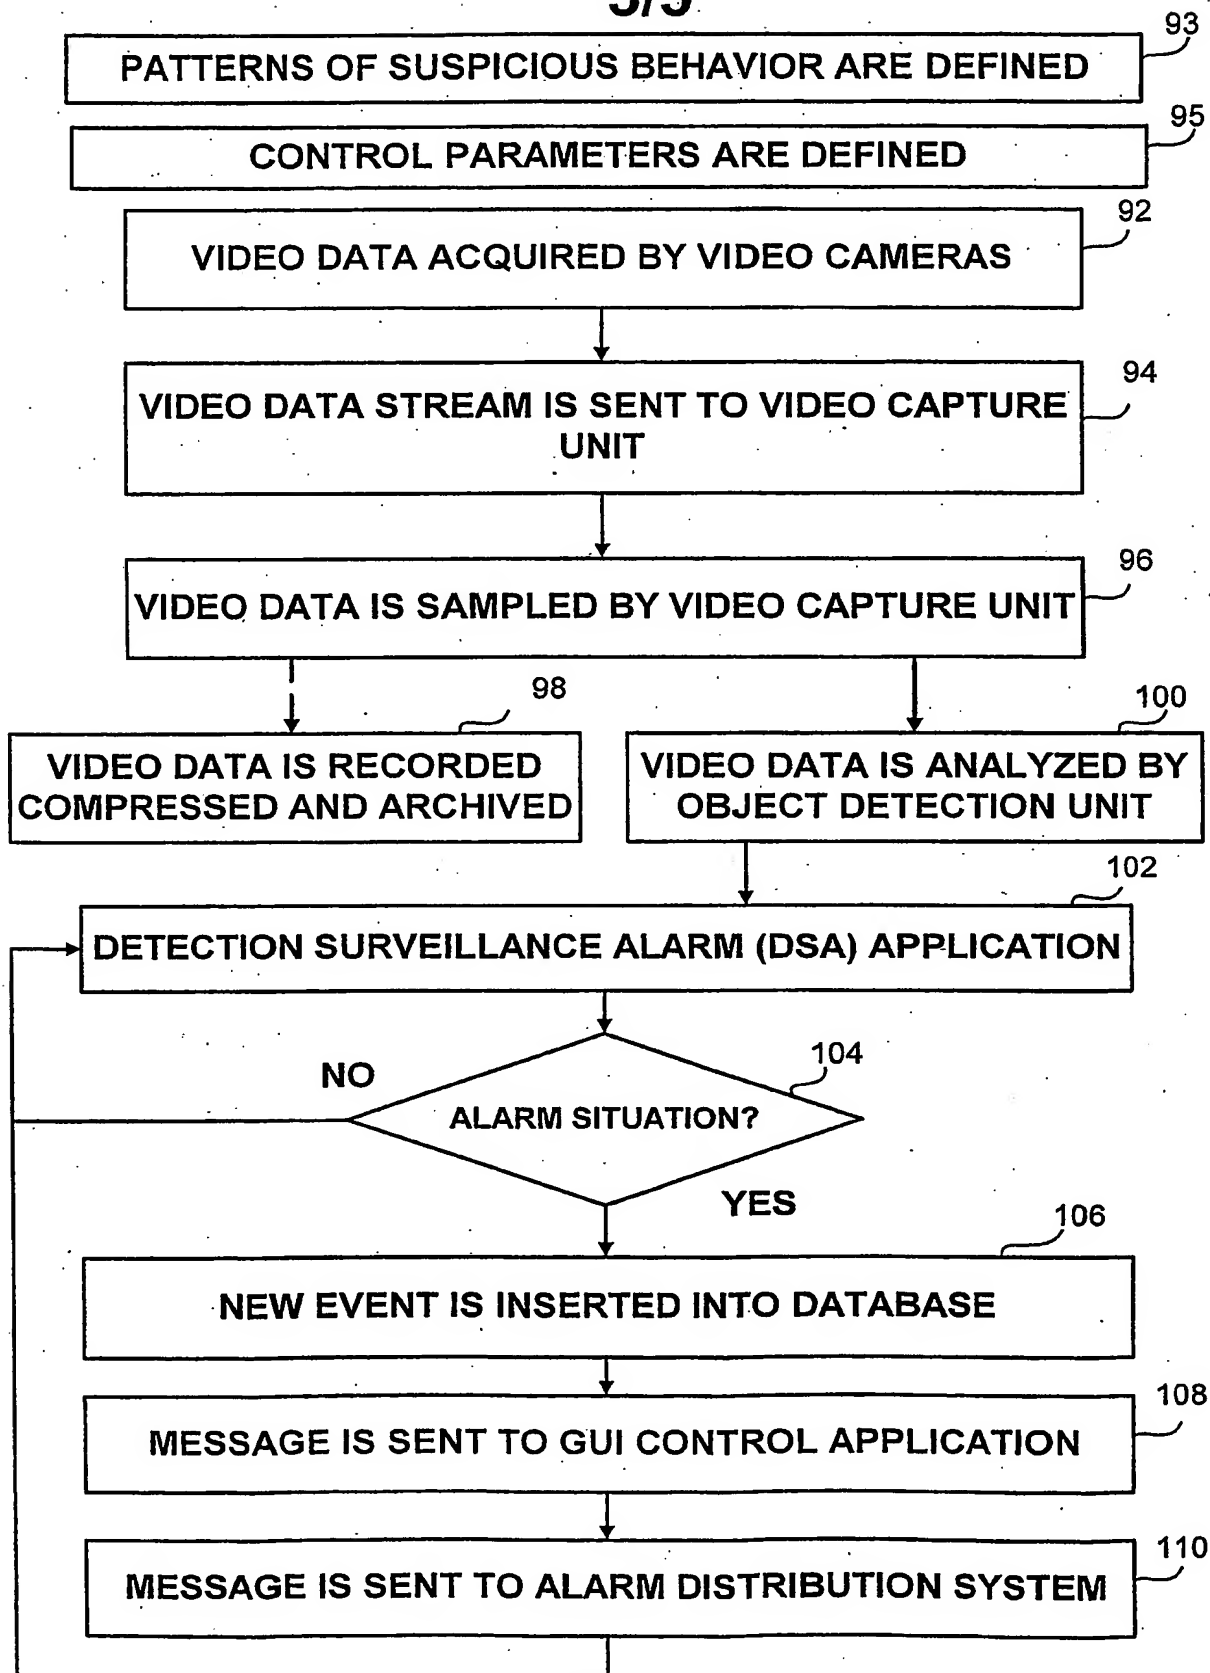 93
PATTERNS OF SUSPICIOUS BEHAVIOR ARE DEFINED
95
CONTROL PARAMETERS ARE DEFINED
92
VIDEO DATA ACQUIRED BY VIDEO CAMERAS
94
VIDEO DATA STREAM IS SENT TO VIDEO CAPTURE
UNIT
96
VIDEO DATA IS SAMPLED BY VIDEO CAPTURE UNIT
98
VIDEO DATA IS RECORDED
COMPRESSED AND ARCHIVED
100
VIDEO DATA IS ANALYZED BY
OBJECT DETECTION UNIT
102
DETECTION SURVEILLANCE ALARM (DSA) APPLICATION
104
NO
ALARM SITUATION?
YES
106
NEW EVENT IS INSERTED INTO DATABASE
108
MESSAGE IS SENT TO GUI CONTROL APPLICATION
110
MESSAGE IS SENT TO ALARM DISTRIBUTION SYSTEM